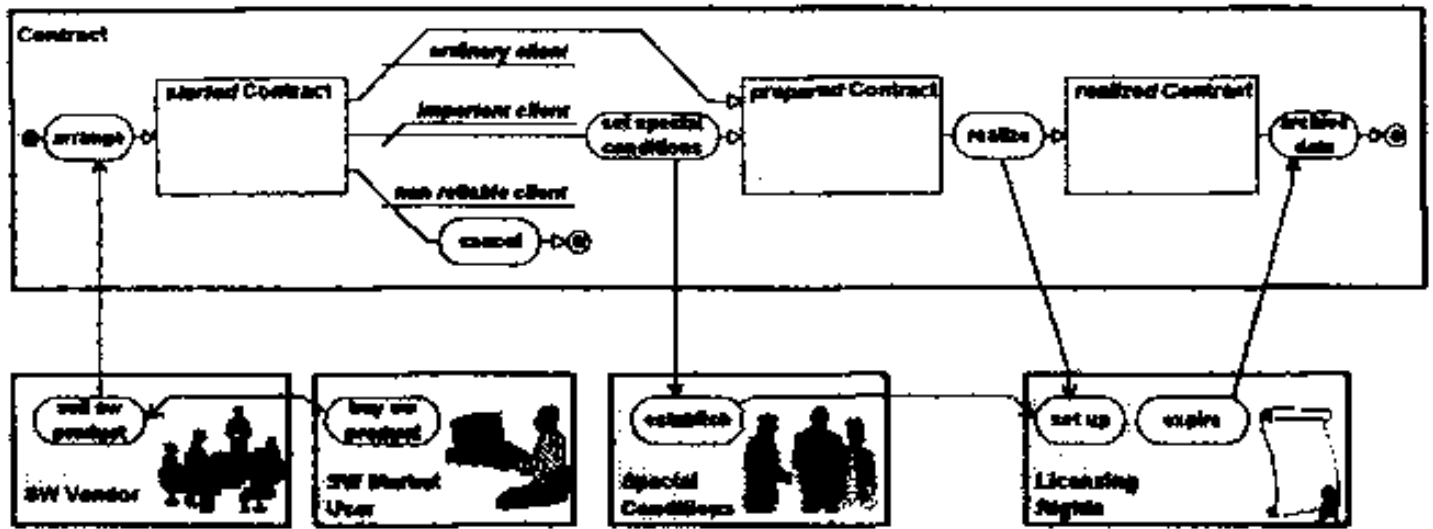 Contract
ordinary client
started Contract
important client
prepared Contract
realized Contract
arrange
set special
conditions
realize
archive
data
non reliable client
cancel
sell sw
product
buy sw
product
establish
set up
expire
SW Vendor
SW Market
User
Special
Conditions
Licensing
Rights